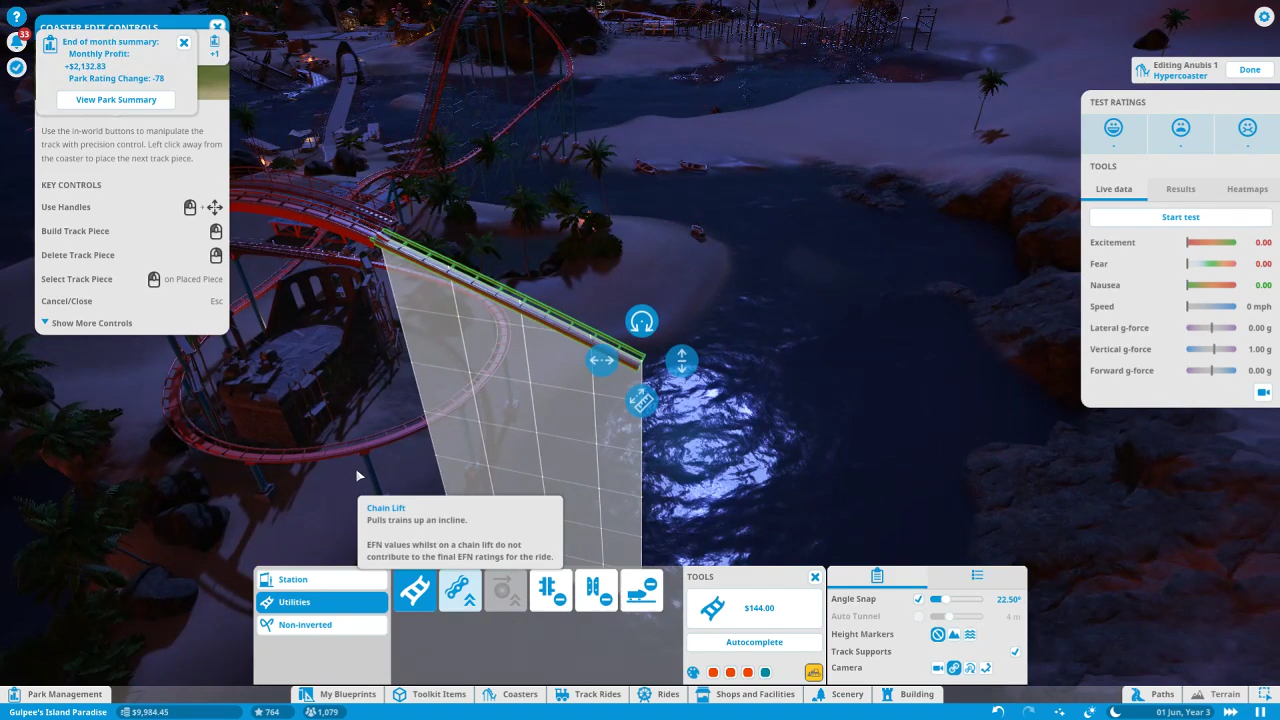 COASTER EDIT CONTROLS
33
End of month summary:
Monthly Profit:
+$2,132.83
Park Rating Change: -78
+1
View Park Summary
Use the in-world buttons to manipulate the
track with precision control. Left click away from
the coaster to place the next track piece.
KEY CONTROLS
Use Handles
+
Build Track Piece
Delete Track Piece
Select Track Piece
on Placed Piece
Cancel/Close
Esc
Show More Controls
Editing Anubis 1
Hypercoaster
Done
TEST RATINGS
- - -
TOOLS
Live data
Results
Heatmaps
Start test
Excitement
0.00
Fear
0.00
Nausea
0.00
Speed
0 mph
Lateral g-force
0.00 g
Vertical g-force
1.00 g
Forward g-force
0.00 g
Chain Lift
Pulls trains up an incline.
EFN values whilst on a chain lift do not
contribute to the final EFN ratings for the ride.
Station
Utilities
Non-inverted
TOOLS
$144.00
Autocomplete
Angle Snap
22.50°
Auto Tunnel
4 m
Height Markers
Track Supports
Camera
Park Management
My Blueprints
Toolkit Items
Coasters
Track Rides
Rides
Shops and Facilities
Scenery
Building
Paths
Terrain
Gulpee's Island Paradise
$9,984.45
764
1,079
01 Jun, Year 3